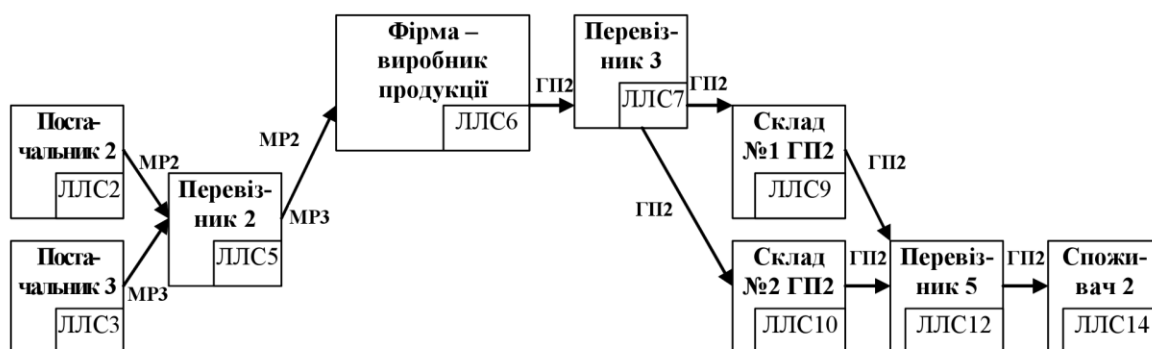 Поста-
чальник 2
ЛЛС2
МР2
Поста-
чальник 3
ЛЛС3
МР3
Перевіз-
ник 2
ЛЛС5
МР2
МР3
Фірма –
виробник
продукції
ЛЛС6
ГП2
Перевіз-
ник 3
ЛЛС7
ГП2
ГП2
Склад
№1 ГП2
ЛЛС9
ГП2
Склад
№2 ГП2
ЛЛС10
ГП2
Перевіз-
ник 5
ЛЛС12
ГП2
Спожи-
вач 2
ЛЛС14